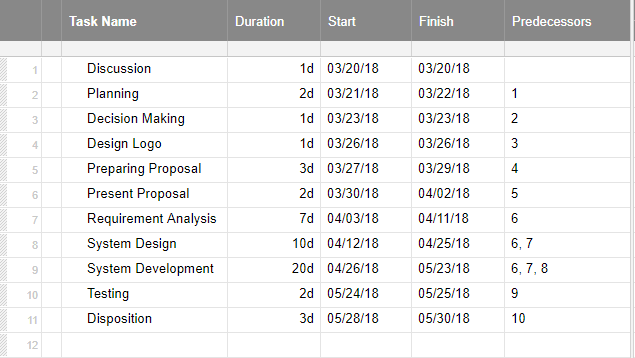 Task Name Duration Start Finish Predecessors
1 Discussion 1d 03/20/18 03/20/18
2 Planning 2d 03/21/18 03/22/18 1
3 Decision Making 1d 03/23/18 03/23/18 2
4 Design Logo 1d 03/26/18 03/26/18 3
5 Preparing Proposal 3d 03/27/18 03/29/18 4
6 Present Proposal 2d 03/30/18 04/02/18 5
7 Requirement Analysis 7d 04/03/18 04/11/18 6
8 System Design 10d 04/12/18 04/25/18 6, 7
9 System Development 20d 04/26/18 05/23/18 6, 7, 8
10 Testing 2d 05/24/18 05/25/18 9
11 Disposition 3d 05/28/18 05/30/18 10
12